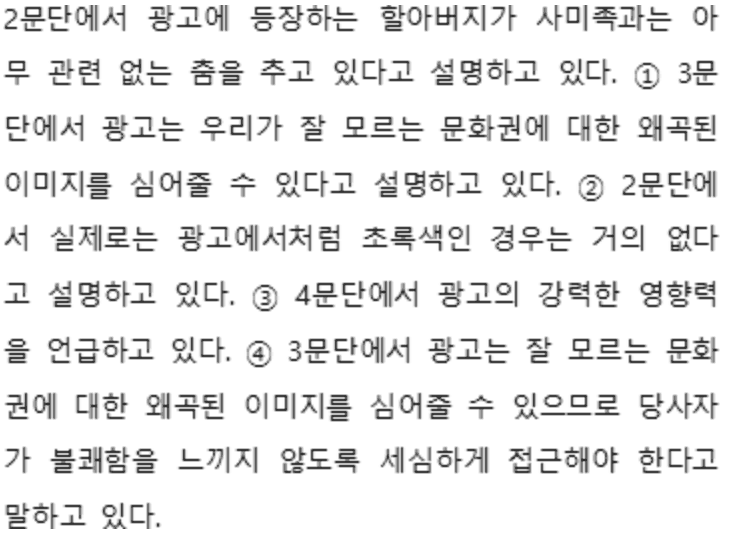 2문단에서 광고에 등장하는 할아버지가 사미족과는 아
무 관련 없는 춤을 추고 있다고 설명하고 있다. ① 3문
단에서 광고는 우리가 잘 모르는 문화권에 대한 왜곡된
이미지를 심어줄 수 있다고 설명하고 있다. ② 2문단에
서 실제로는 광고에서처럼 초록색인 경우는 거의 없다
고 설명하고 있다. ③ 4문단에서 광고의 강력한 영향력
을 언급하고 있다. ④ 3문단에서 광고는 잘 모르는 문화
권에 대한 왜곡된 이미지를 심어줄 수 있으므로 당사자
가 불쾌함을 느끼지 않도록 세심하게 접근해야 한다고
말하고 있다.